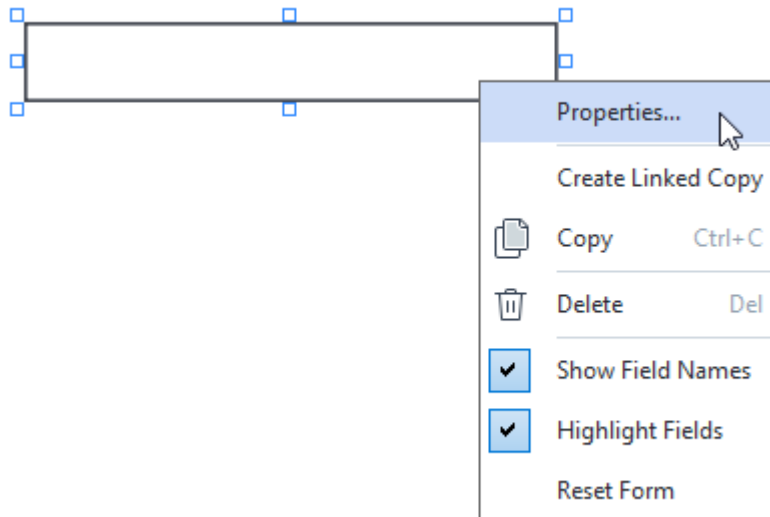 Properties...
Create Linked Copy
Copy Ctrl+C
Delete Del
Show Field Names
Highlight Fields
Reset Form